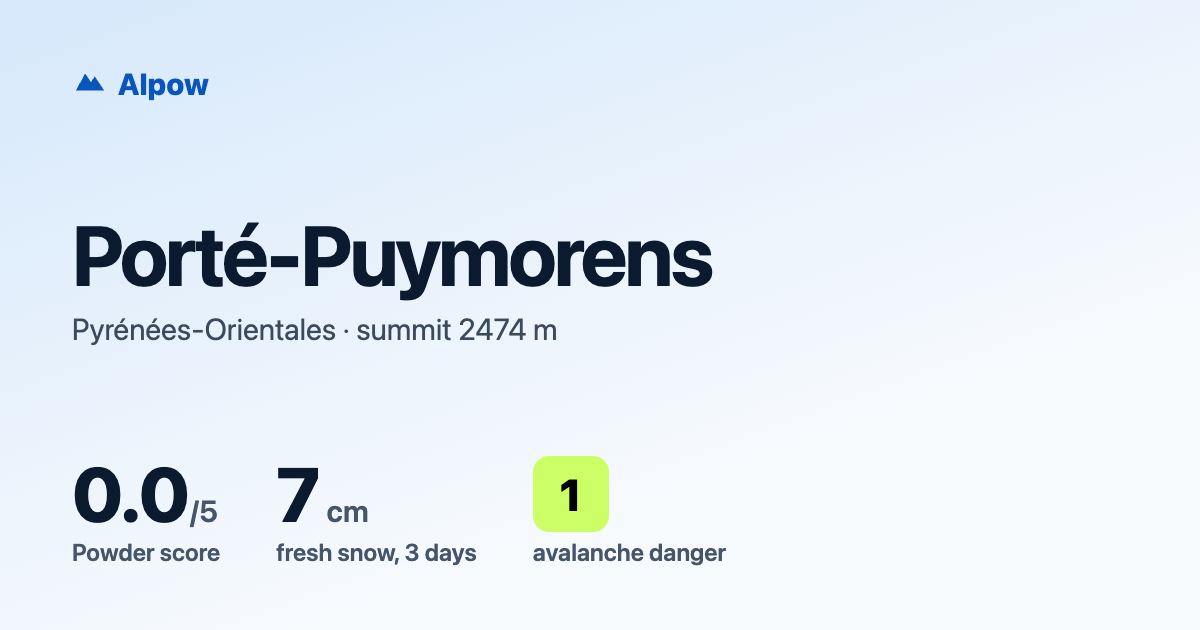 Alpow
Porté-Puymorens
Pyrénées-Orientales · summit 2474 m
0.0/5
Powder score
7 cm
fresh snow, 3 days
1
avalanche danger